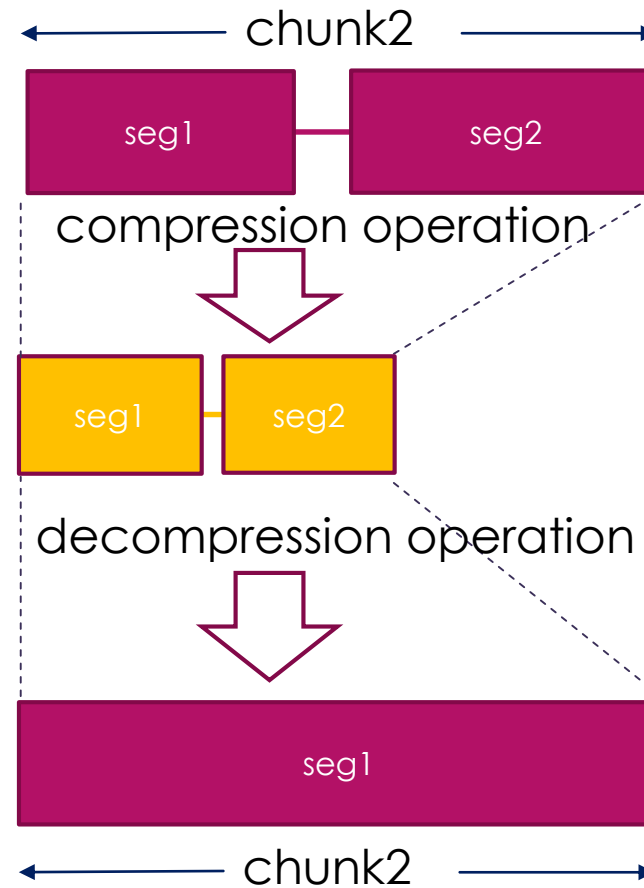 chunk2
seg1 seg2
compression operation
seg1 seg2
decompression operation
seg1
chunk2